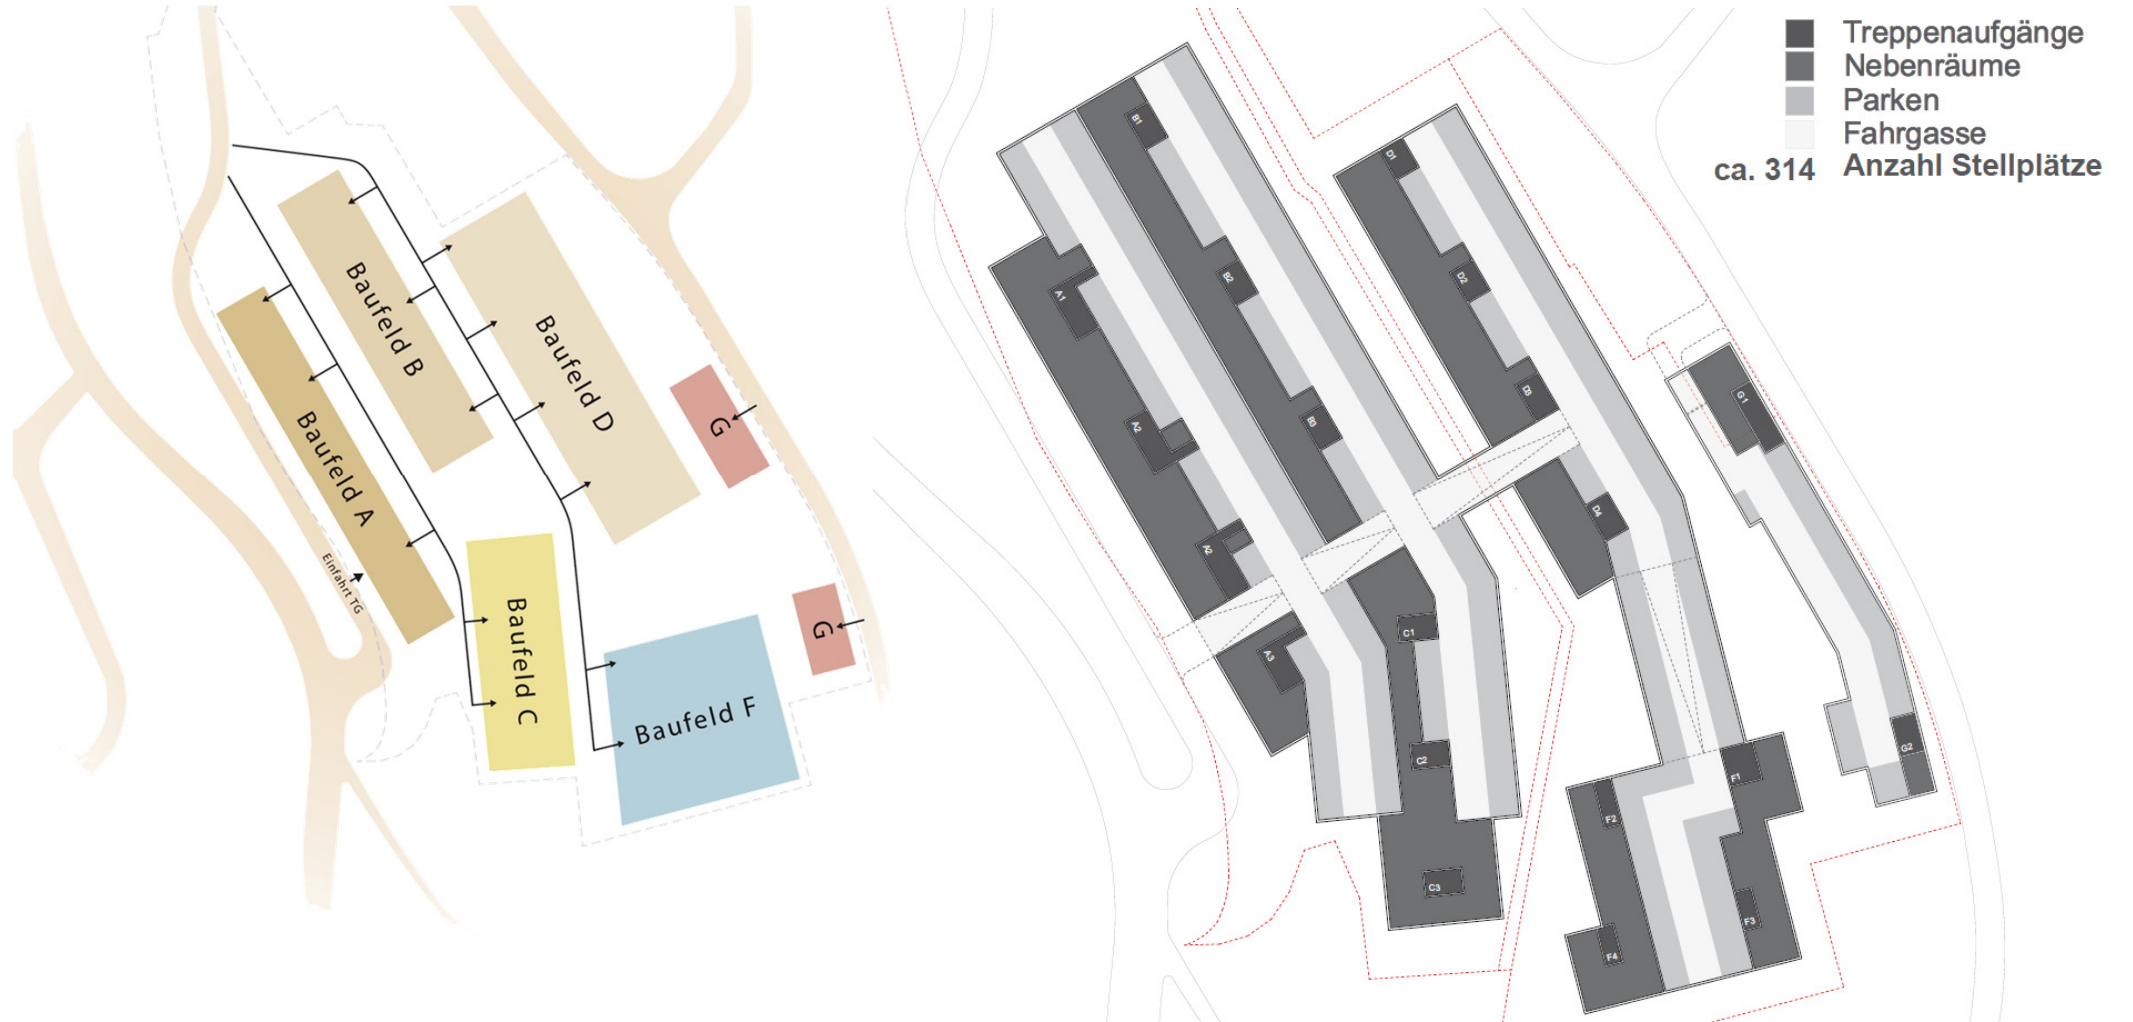 Baufeld B
Baufeld D
Baufeld A
G
Einfahrt TG
Baufeld C
G
Baufeld F
Treppenaufgänge
Nebenräume
Parken
Fahrgasse
ca. 314 Anzahl Stellplätze
B1
D1
A1
B2
D2
A2
B3
D3
G1
A2
D4
A3
C1
C2
G2
F1
F2
C3
F3
F4